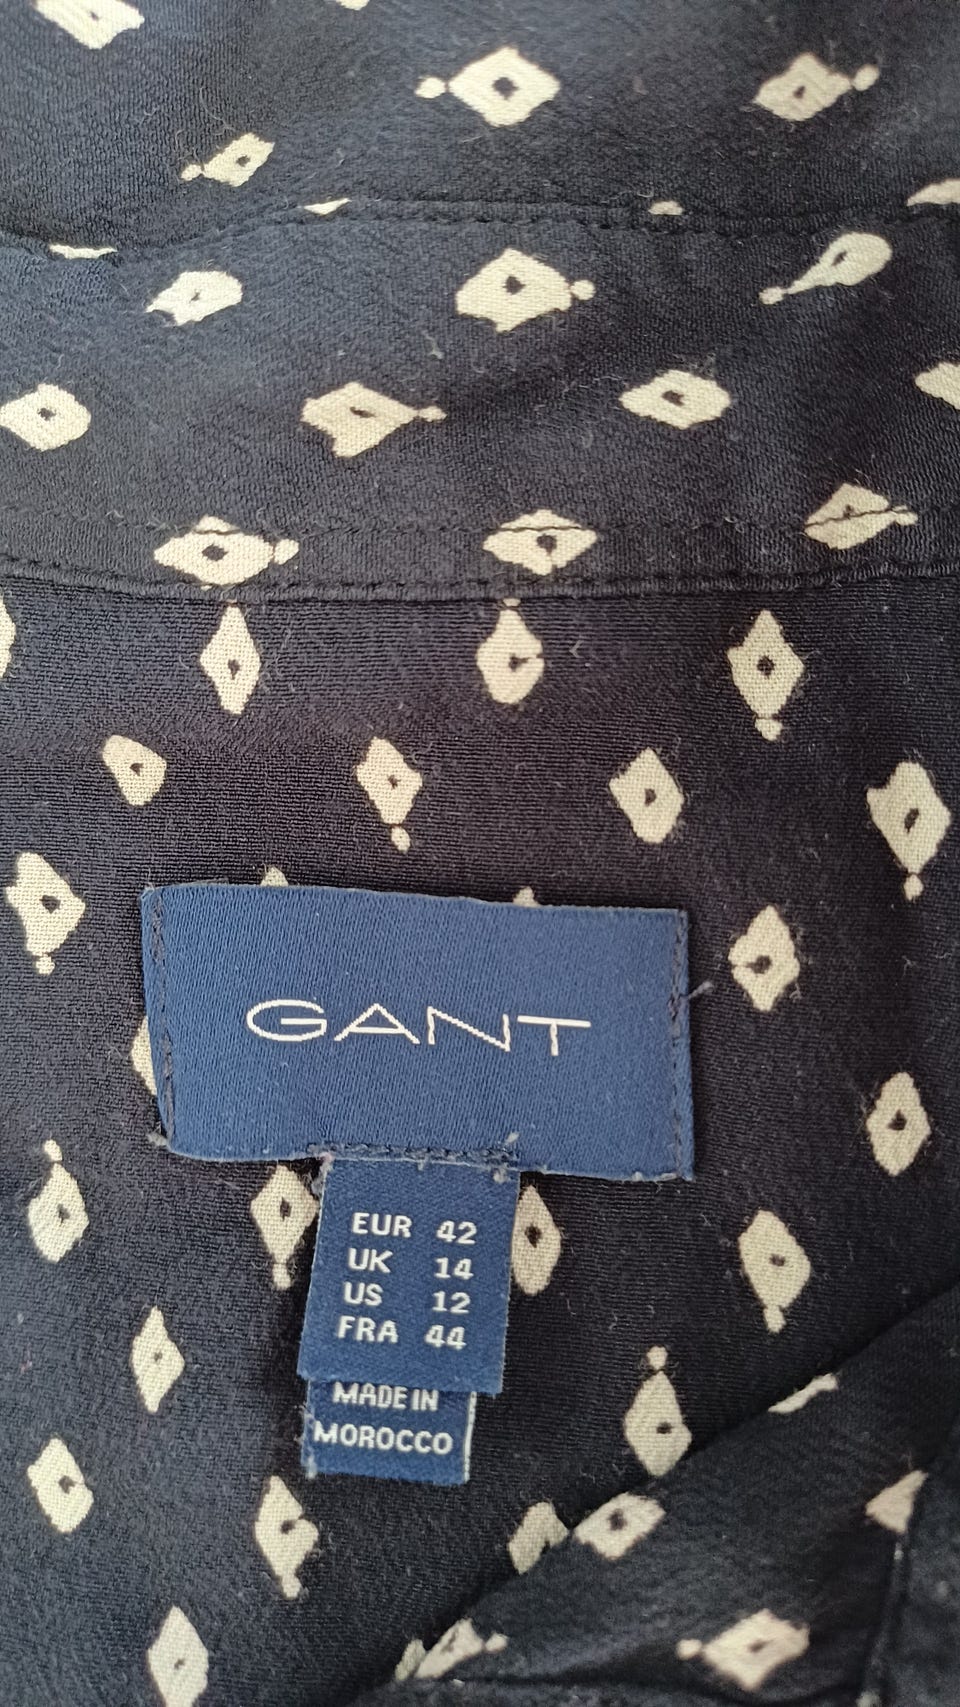 GANT
EUR 42
UK 14
US 12
FRA 44
MADE IN
MOROCCO